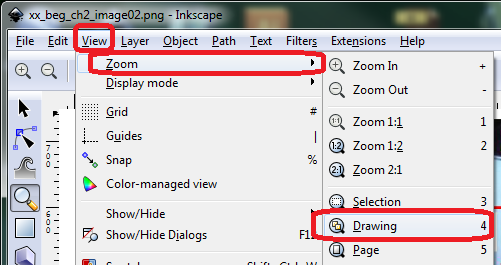 xx_beg_ch2_image02.png - Inkscape
File Edit View Layer Object Path Text Filters Extensions Help
Zoom
Display mode
Grid #
Guides |
Snap %
Color-managed view
Show/Hide
Show/Hide Dialogs
Zoom In +
Zoom Out -
Zoom 1:1 1
Zoom 1:2 2
Zoom 2:1
Selection 3
Drawing 4
Page 5
700
600